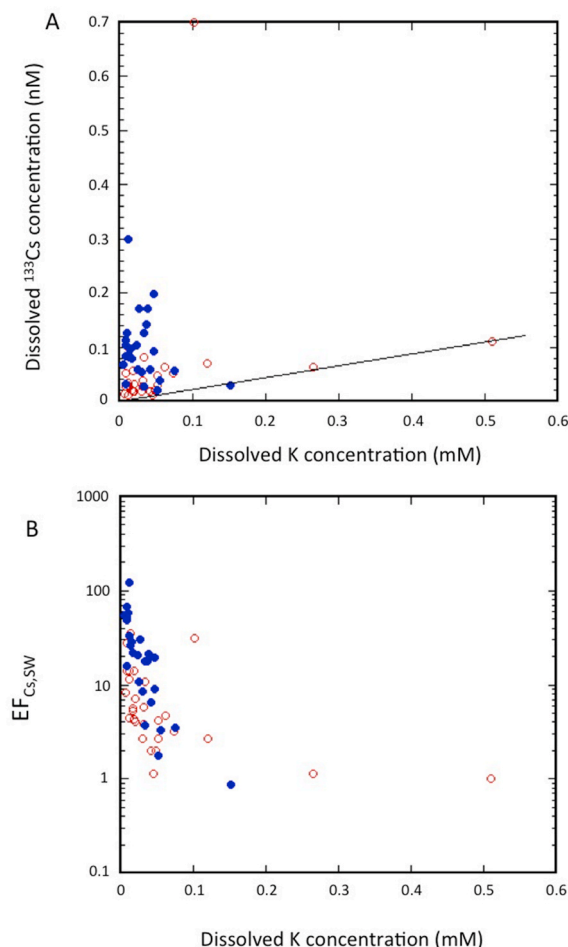 A
0.7
0.6
0.5
0.4
0.3
0.2
0.1
0
Dissolved ¹³³Cs concentration (nM)
0 0.1 0.2 0.3 0.4 0.5 0.6
Dissolved K concentration (mM)
B
1000
100
10
1
0.1
EF_Cs,SW
0 0.1 0.2 0.3 0.4 0.5 0.6
Dissolved K concentration (mM)